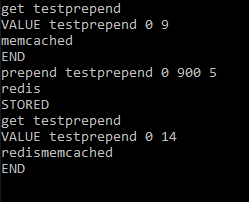 get testprepend
VALUE testprepend 0 9
memcached
END
prepend testprepend 0 900 5
redis
STORED
get testprepend
VALUE testprepend 0 14
redismemcached
END